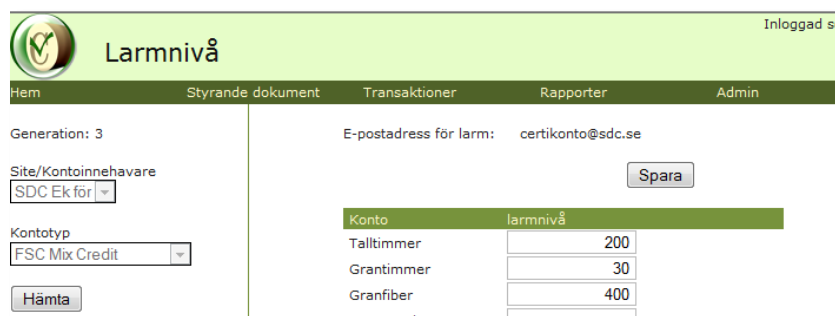 Inloggad
Larmnivå
Hem Styrande dokument Transaktioner Rapporter Admin
Generation: 3
E-postadress för larm: certikonto@sdc.se
Site/Kontoinnehavare
SDC Ek för
Spara
Konto larmnivå
Kontotyp
FSC Mix Credit
Talltimmer 200
Grantimmer 30
Hämta
Granfiber 400